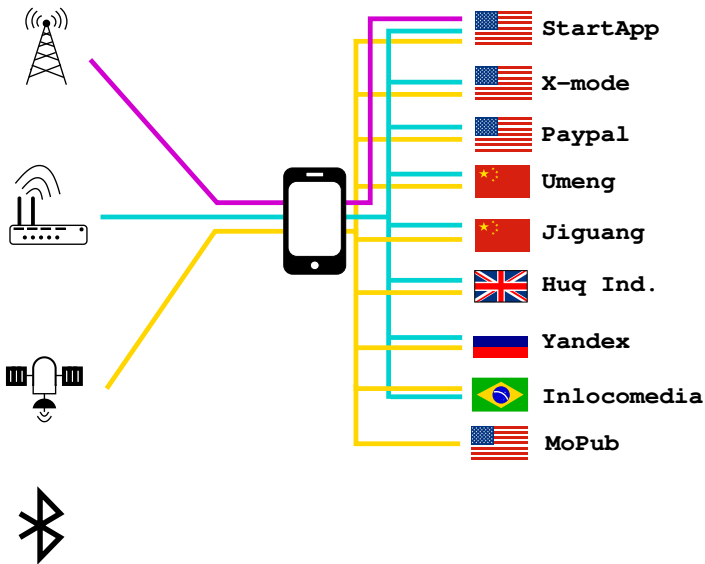 StartApp
X-mode
Paypal
Umeng
Jiguang
Huq Ind.
Yandex
Inlocomedia
MoPub